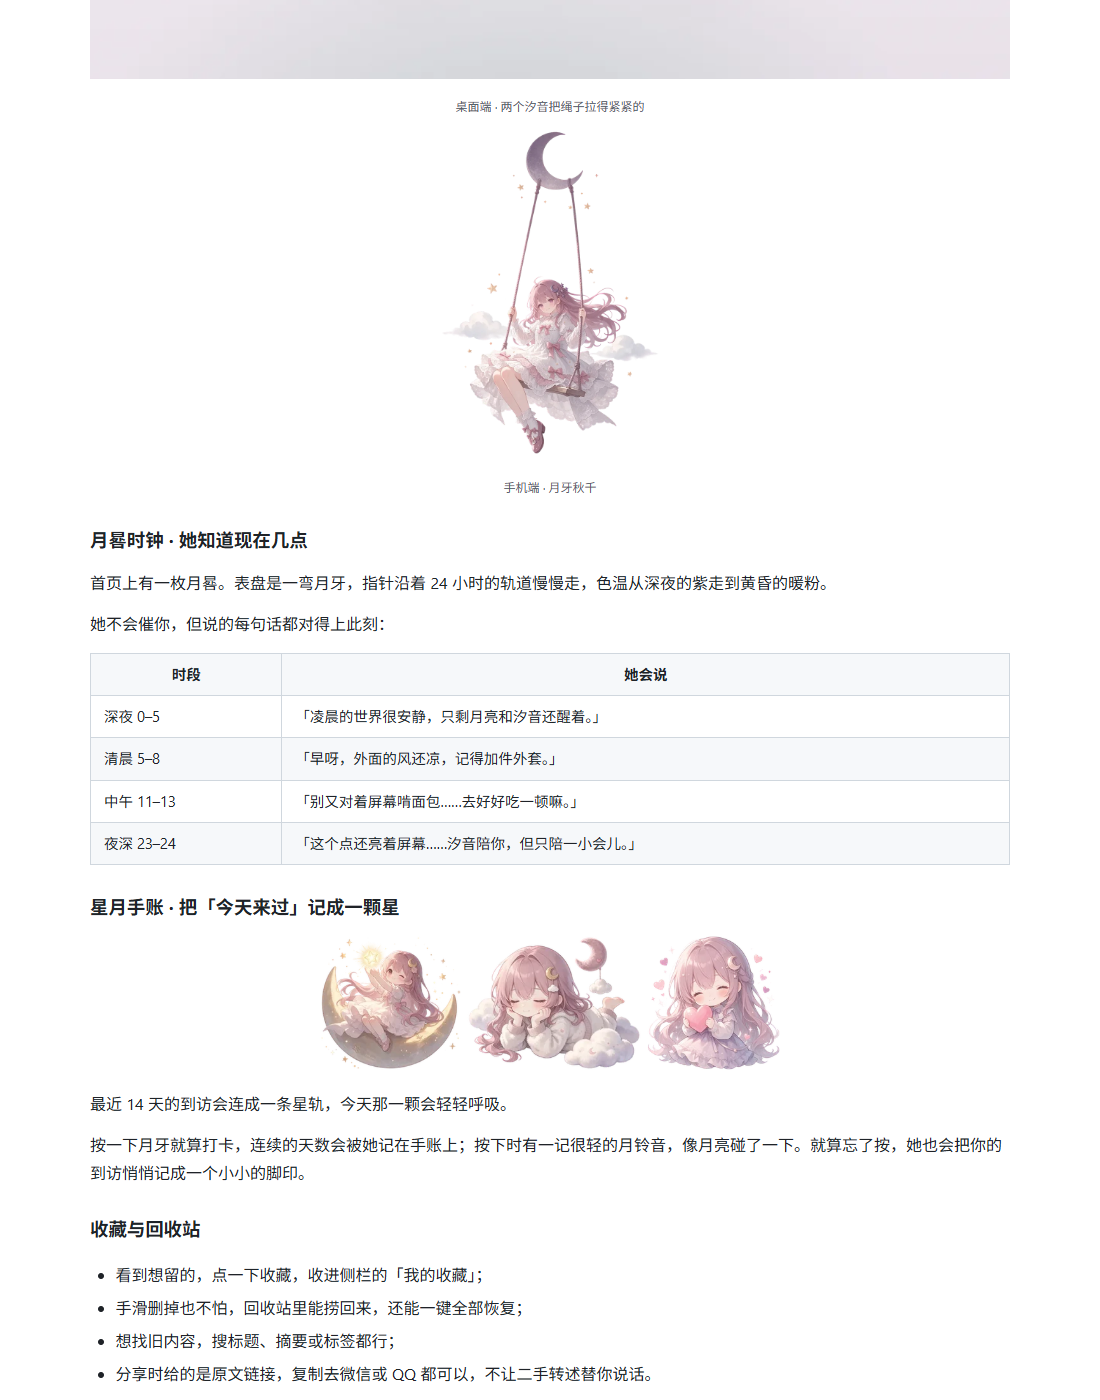 桌面端 · 两个汐音把绳子拉得紧紧的
手机端 · 月牙秋千
月晷时钟 · 她知道现在几点
首页上有一枚月晷。表盘是一弯月牙，指针沿着 24 小时的轨道慢慢走，色温从深夜的紫走到黄昏的暖粉。
她不会催你，但说的每句话都对得上此刻：
时段 她会说
深夜 0–5 「凌晨的世界很安静，只剩月亮和汐音还醒着。」
清晨 5–8 「早呀，外面的风还凉，记得加件外套。」
中午 11–13 「别又对着屏幕啃面包……去好好吃一顿嘛。」
夜深 23–24 「这个点还亮着屏幕……汐音陪你，但只陪一小会儿。」
星月手账 · 把「今天来过」记成一颗星
最近 14 天的到访会连成一条星轨，今天那一颗会轻轻呼吸。
按一下月牙就算打卡，连续的天数会被她记在手账上；按下时有一记很轻的月铃音，像月亮碰了一下。就算忘了按，她也会把你的
到访悄悄记成一个小小的脚印。
收藏与回收站
• 看到想留的，点一下收藏，收进侧栏的「我的收藏」；
• 手滑删掉也不怕，回收站里能捞回来，还能一键全部恢复；
• 想找旧内容，搜标题、摘要或标签都行；
• 分享时给的是原文链接，复制去微信或 QQ 都可以，不让二手转述替你说话。